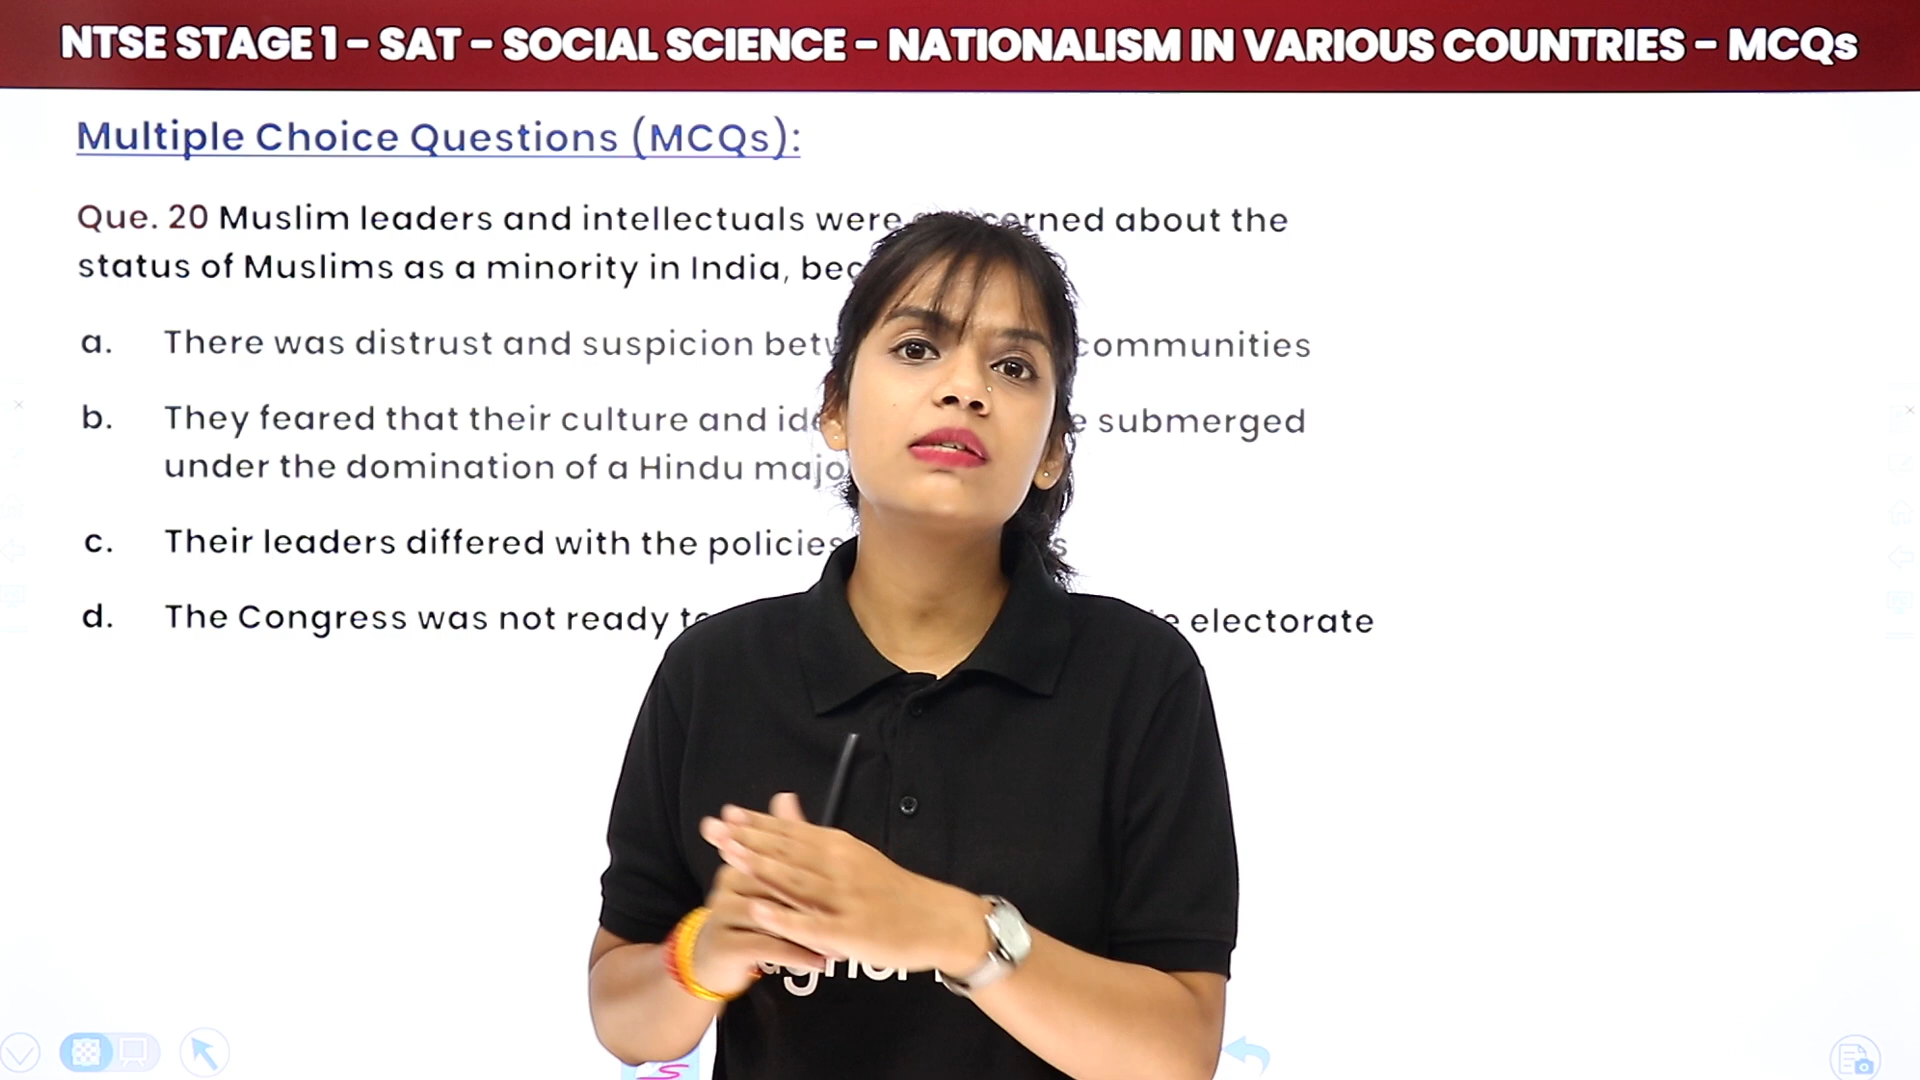 NTSE STAGE 1 - SAT - SOCIAL SCIENCE - NATIONALISM IN VARIOUS COUNTRIES - MCQs
Multiple Choice Questions (MCQs):
Que. 20 Muslim leaders and intellectuals were about the
status of Muslims as a minority in India,
a. There was distrust and suspicion communities
b. They feared that their culture and submerged
under the domination of a Hindu
c. Their leaders differed with the policies
d. The Congress was not ready electorate